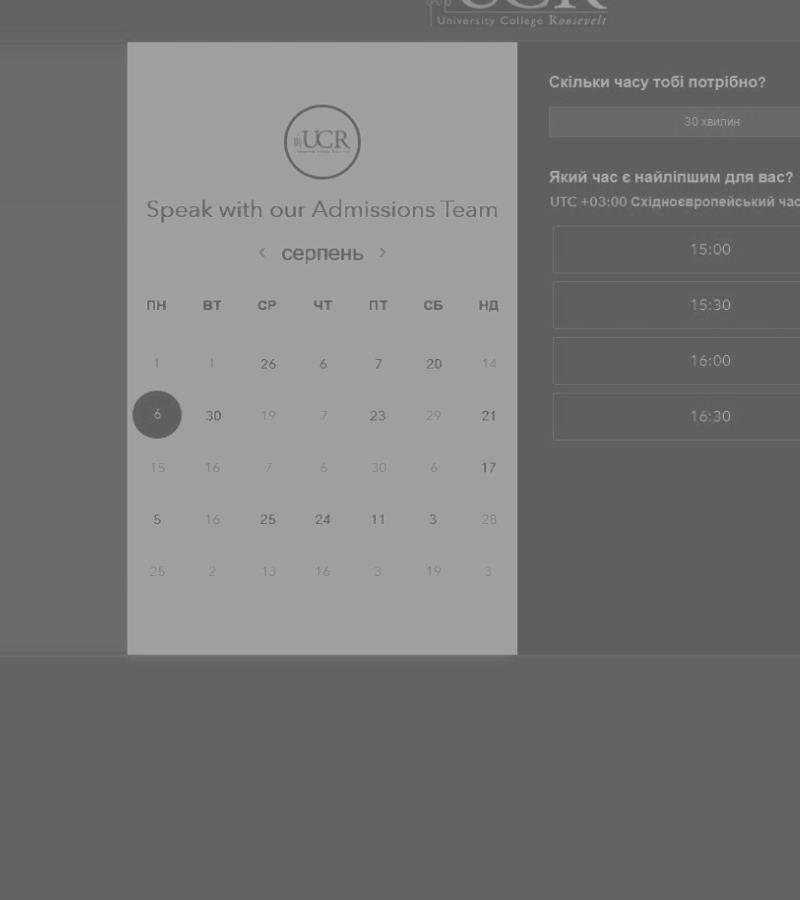 UCR
University College Roosevelt
UCR
Speak with our Admissions Team
< серпень >
ПН ВТ СР ЧТ ПТ СБ НД
1 1 26 6 7 20 14
6 30 19 7 23 29 21
15 16 7 6 30 6 17
5 16 25 24 11 3 28
25 2 13 16 3 19 3
Скільки часу тобі потрібно?
30 хвилин
Який час є найліпшим для вас?
UTC +03:00 Східноєвропейський час
15:00
15:30
16:00
16:30